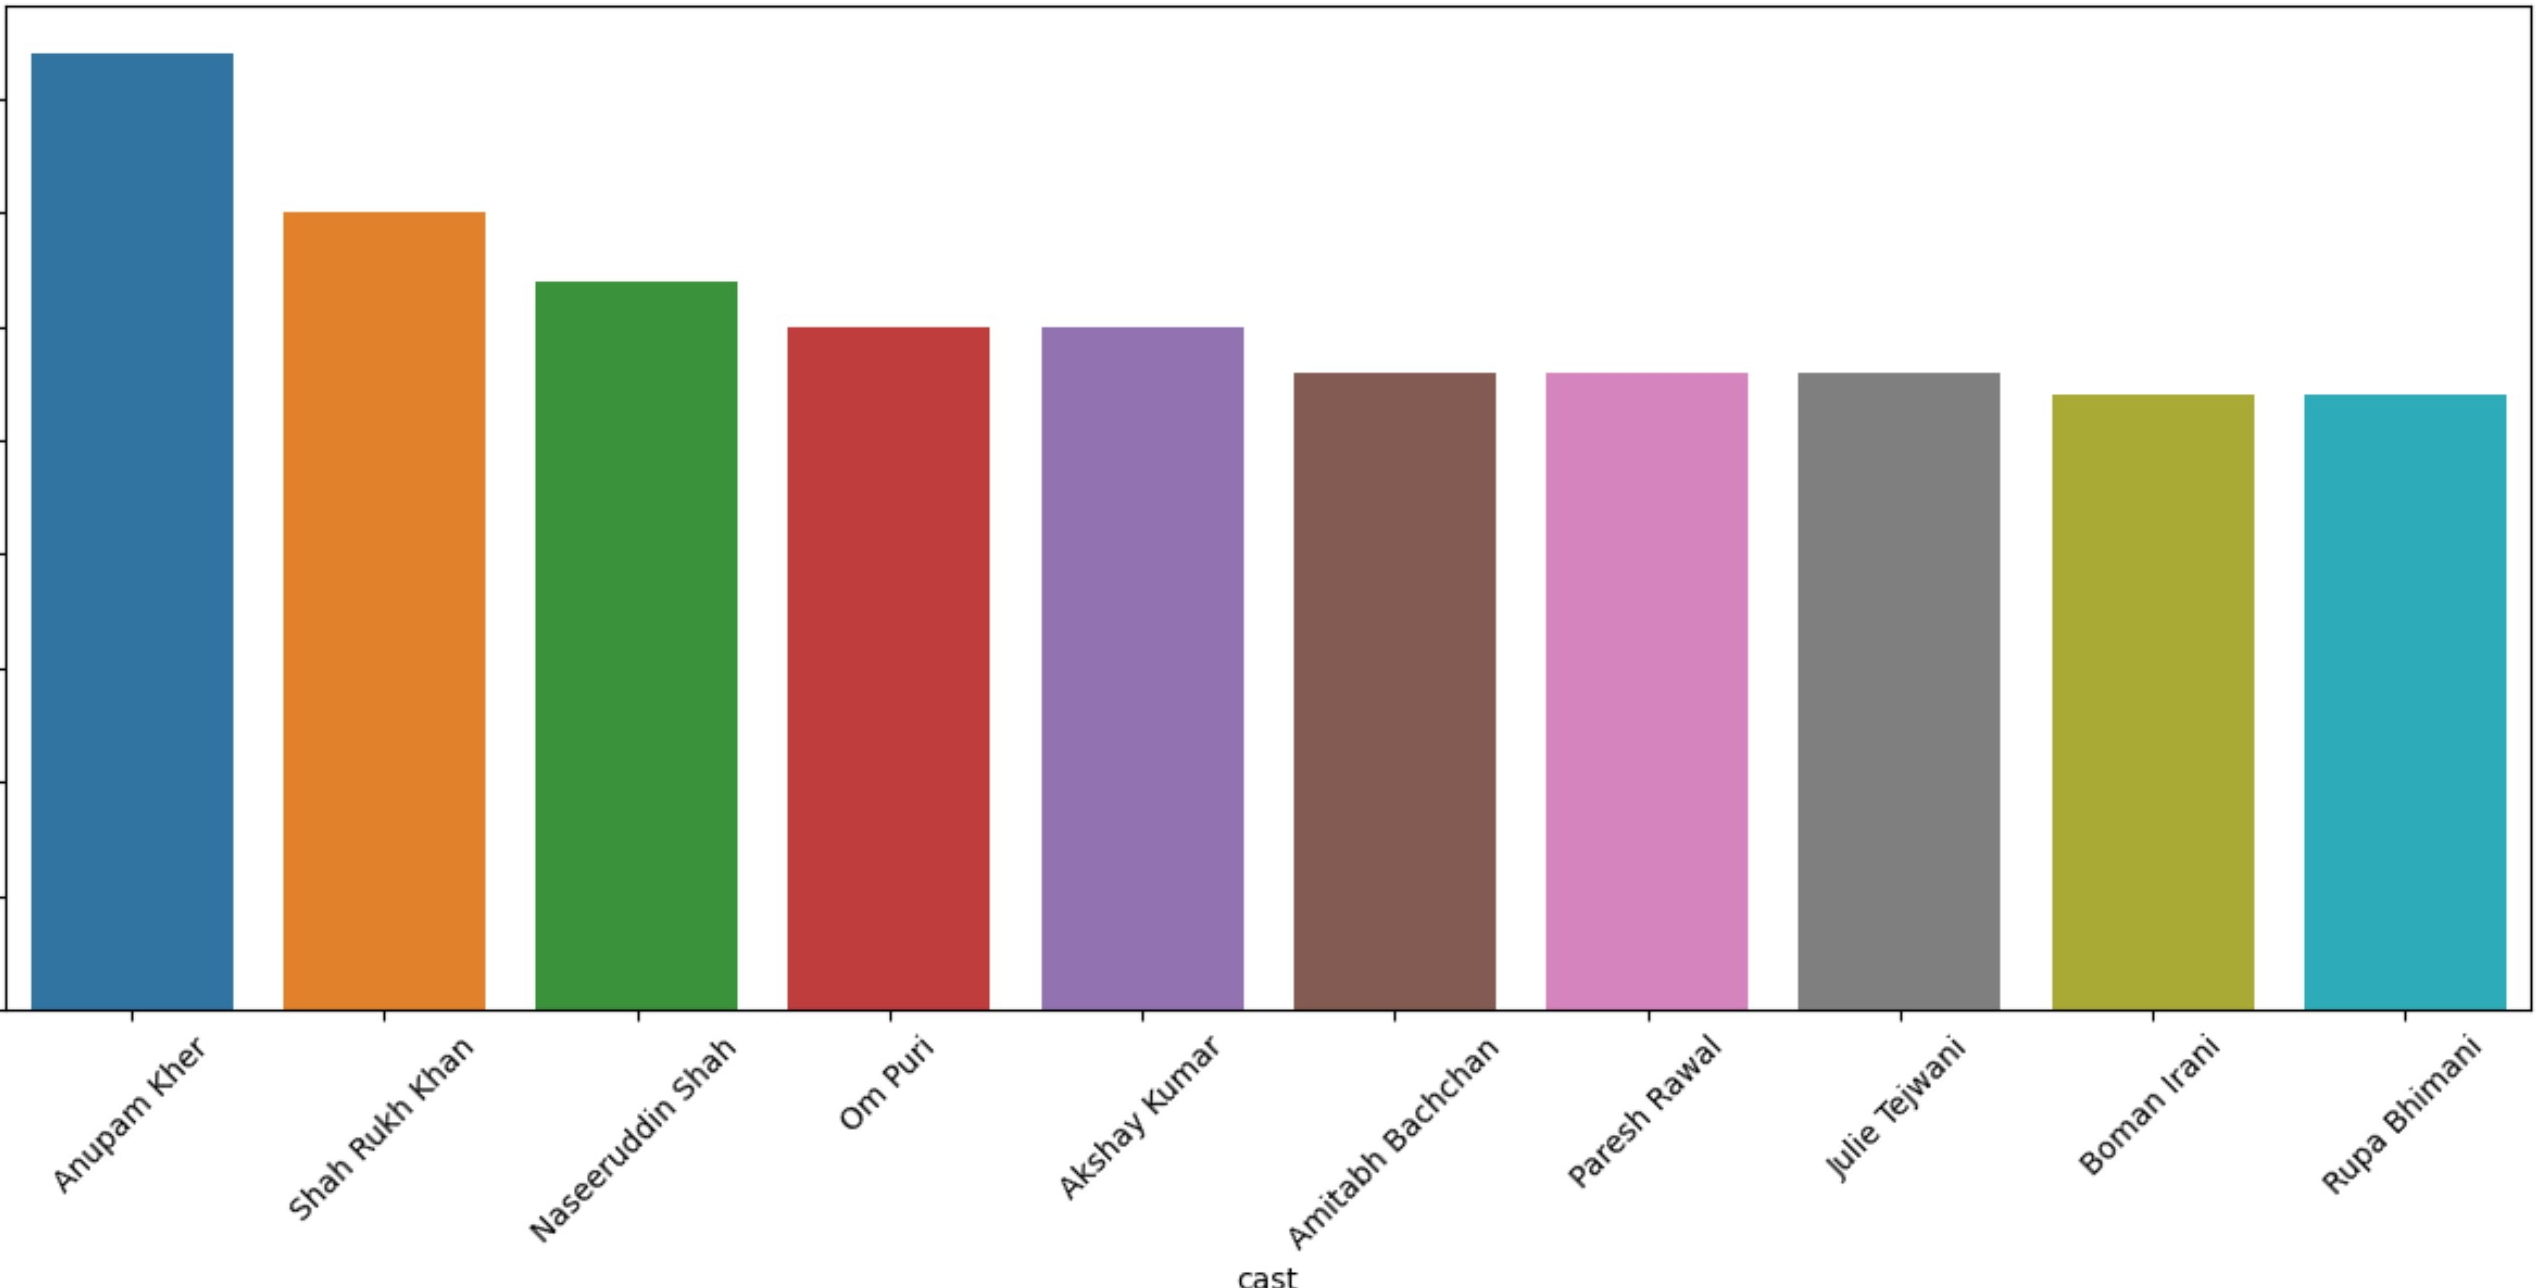 Anupam Kher
Shah Rukh Khan
Naseeruddin Shah
Om Puri
Akshay Kumar
Amitabh Bachchan
Paresh Rawal
Julie Tejwani
Boman Irani
Rupa Bhimani
cast